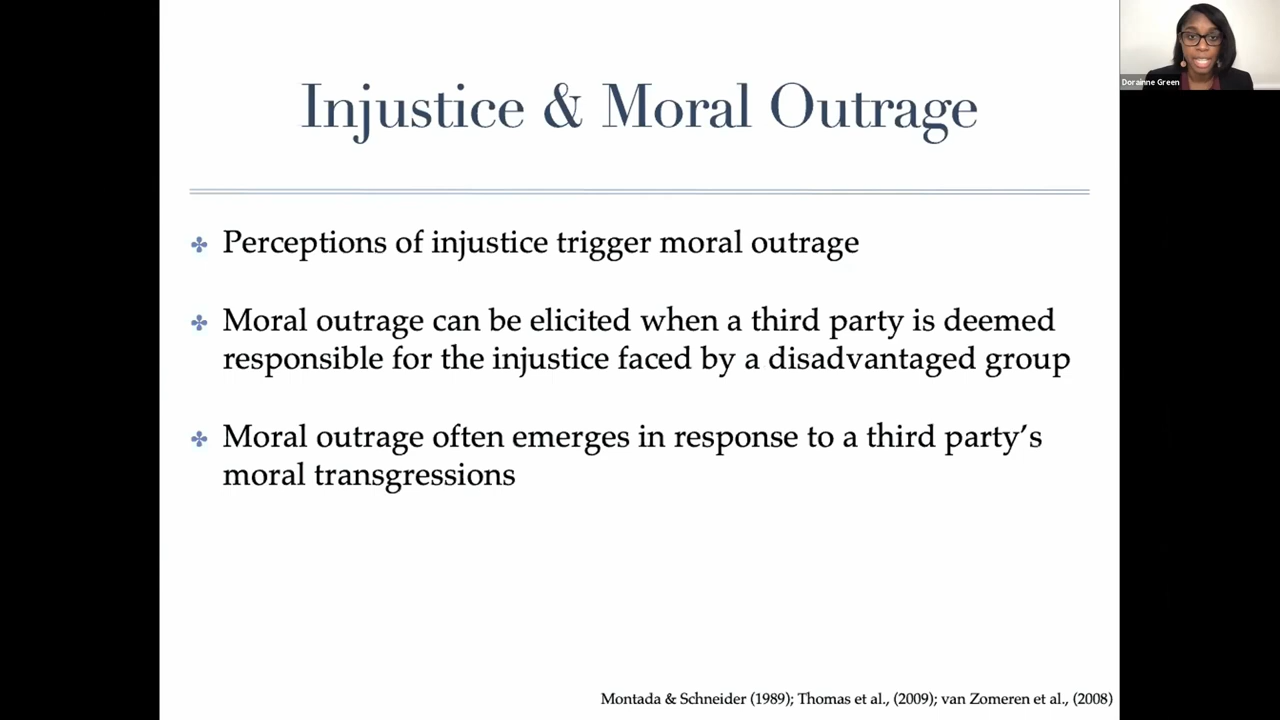 Injustice & Moral Outrage
Perceptions of injustice trigger moral outrage
Moral outrage can be elicited when a third party is deemed
responsible for the injustice faced by a disadvantaged group
Moral outrage often emerges in response to a third party’s
moral transgressions
Montada & Schneider (1989); Thomas et al., (2009); van Zomeren et al., (2008)
Dorainne Green